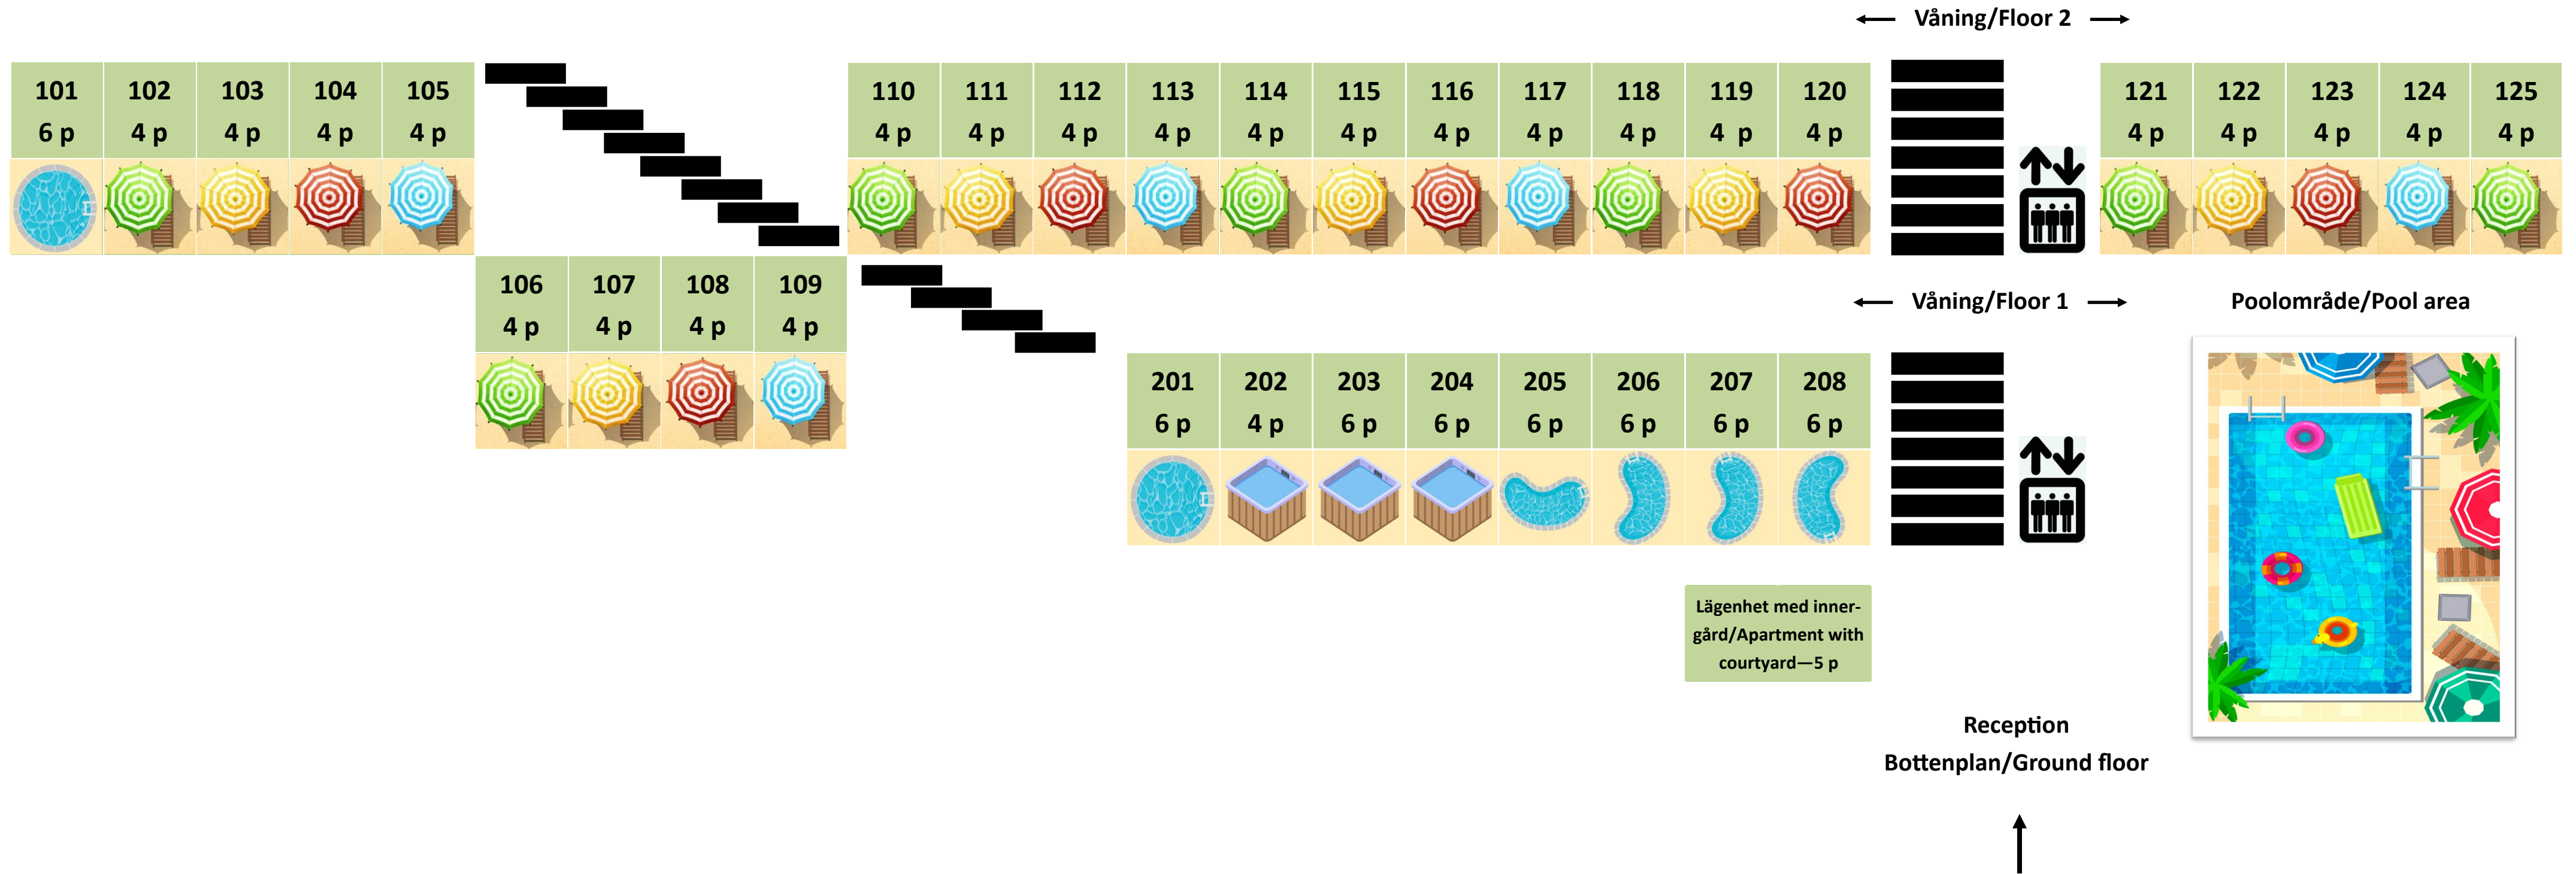 Våning/Floor 2
101 102 103 104 105 110 111 112 113 114 115 116 117 118 119 120 121 122 123 124 125
6 p 4 p 4 p 4 p 4 p 4 p 4 p 4 p 4 p 4 p 4 p 4 p 4 p 4 p 4 p 4 p 4 p 4 p 4 p 4 p 4 p
106 107 108 109
4 p 4 p 4 p 4 p
Våning/Floor 1
Poolområde/Pool area
201 202 203 204 205 206 207 208
6 p 4 p 6 p 6 p 6 p 6 p 6 p 6 p
Lägenhet med inner-
gård/Apartment with
courtyard—5 p
Reception
Bottenplan/Ground floor